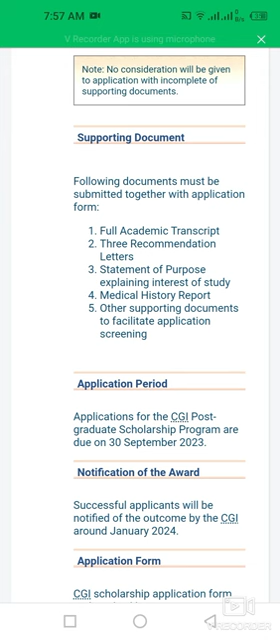 7:57 AM
V Recorder App is using microphone
Note: No consideration will be given
to application with incomplete of
supporting documents.
Supporting Document
Following documents must be
submitted together with application
form:
1. Full Academic Transcript
2. Three Recommendation
Letters
3. Statement of Purpose
explaining interest of study
4. Medical History Report
5. Other supporting documents
to facilitate application
screening
Application Period
Applications for the CGI Post-
graduate Scholarship Program are
due on 30 September 2023.
Notification of the Award
Successful applicants will be
notified of the outcome by the CGI
around January 2024.
Application Form
CGI scholarship application form